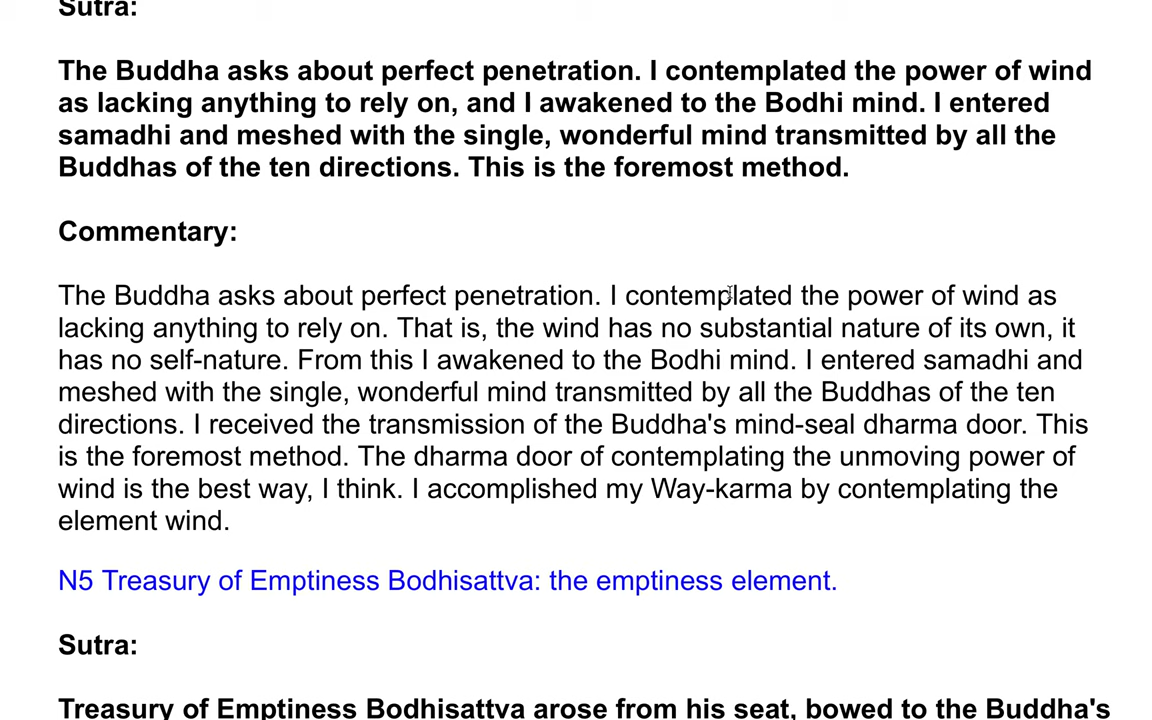 Sutra:
The Buddha asks about perfect penetration. I contemplated the power of wind
as lacking anything to rely on, and I awakened to the Bodhi mind. I entered
samadhi and meshed with the single, wonderful mind transmitted by all the
Buddhas of the ten directions. This is the foremost method.
Commentary:
The Buddha asks about perfect penetration. I contemplated the power of wind as
lacking anything to rely on. That is, the wind has no substantial nature of its own, it
has no self-nature. From this I awakened to the Bodhi mind. I entered samadhi and
meshed with the single, wonderful mind transmitted by all the Buddhas of the ten
directions. I received the transmission of the Buddha's mind-seal dharma door. This
is the foremost method. The dharma door of contemplating the unmoving power of
wind is the best way, I think. I accomplished my Way-karma by contemplating the
element wind.
N5 Treasury of Emptiness Bodhisattva: the emptiness element.
Sutra:
Treasury of Emptiness Bodhisattva arose from his seat, bowed to the Buddha's